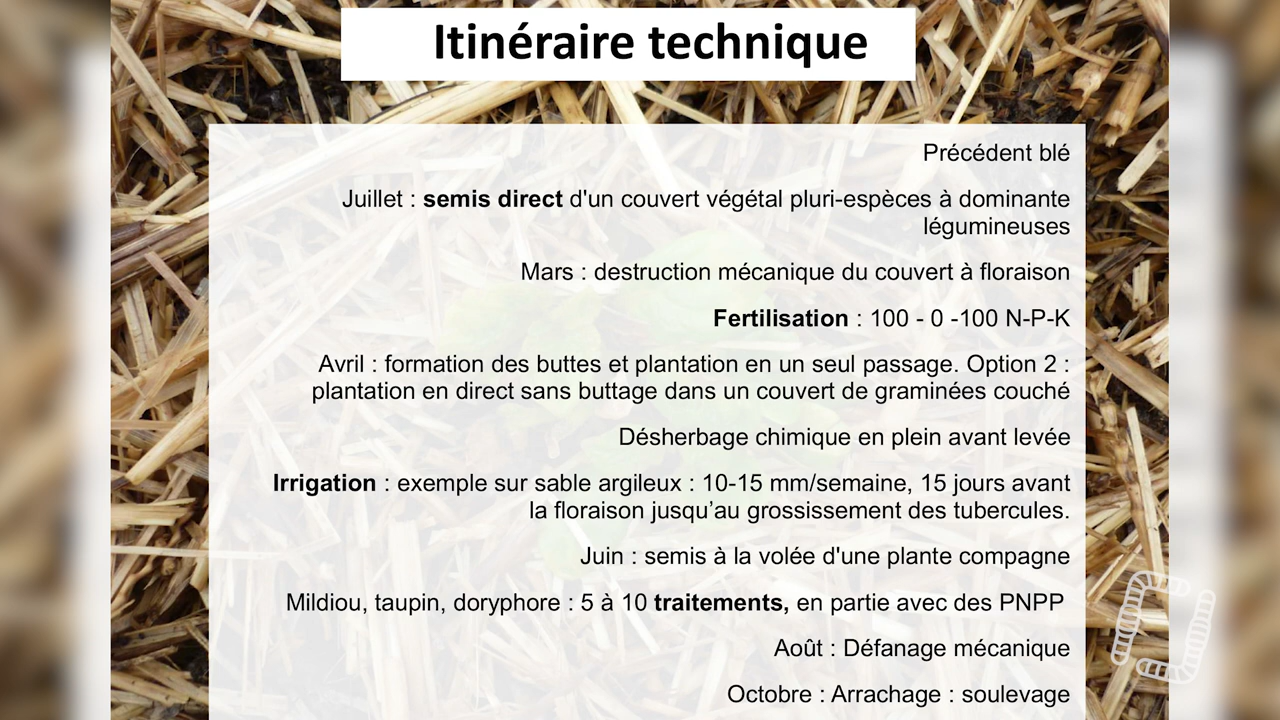 Itinéraire technique
Précédent blé
Juillet : semis direct d'un couvert végétal pluri-espèces à dominante
légumineuses
Mars : destruction mécanique du couvert à floraison
Fertilisation : 100 - 0 -100 N-P-K
Avril : formation des buttes et plantation en un seul passage. Option 2 :
plantation en direct sans buttage dans un couvert de graminées couché
Désherbage chimique en plein avant levée
Irrigation : exemple sur sable argileux : 10-15 mm/semaine, 15 jours avant
la floraison jusqu’au grossissement des tubercules.
Juin : semis à la volée d'une plante compagne
Mildiou, taupin, doryphore : 5 à 10 traitements, en partie avec des PNPP
Août : Défanage mécanique
Octobre : Arrachage : soulevage